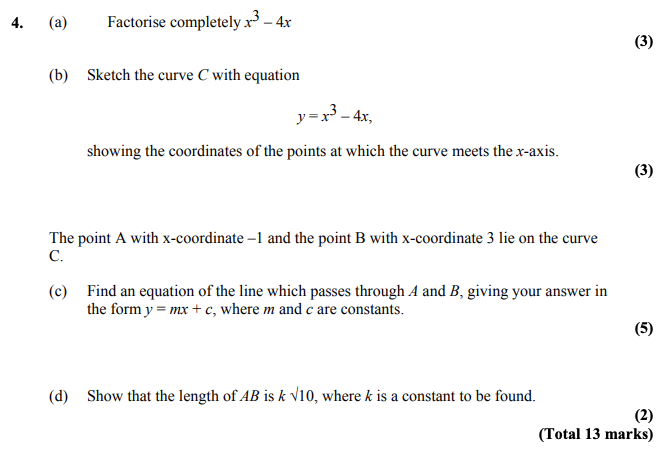 4. (a) Factorise completely x³ – 4x
(3)
(b) Sketch the curve C with equation
y = x³ – 4x,
showing the coordinates of the points at which the curve meets the x-axis.
(3)
The point A with x-coordinate –1 and the point B with x-coordinate 3 lie on the curve
C.
(c) Find an equation of the line which passes through A and B, giving your answer in
the form y = mx + c, where m and c are constants.
(5)
(d) Show that the length of AB is k √10, where k is a constant to be found.
(2)
(Total 13 marks)